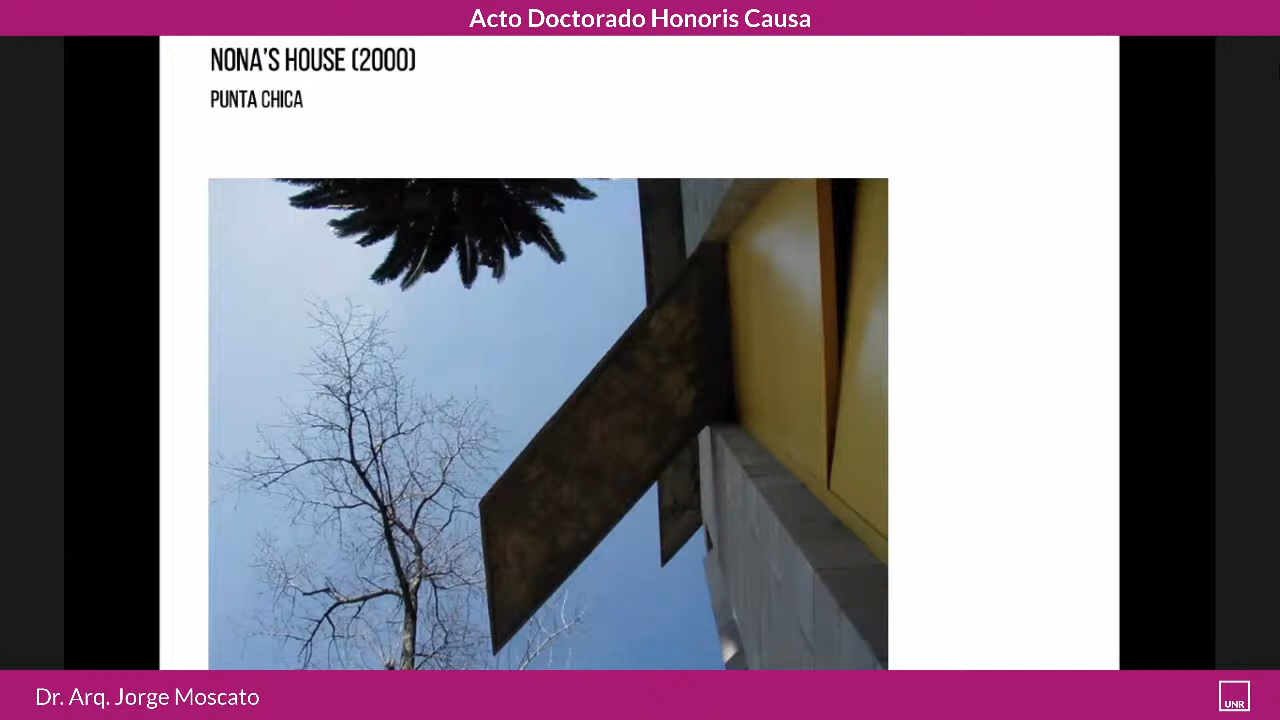 Acto Doctorado Honoris Causa
NONA'S HOUSE (2000)
PUNTA CHICA
Dr. Arq. Jorge Moscato
UNR